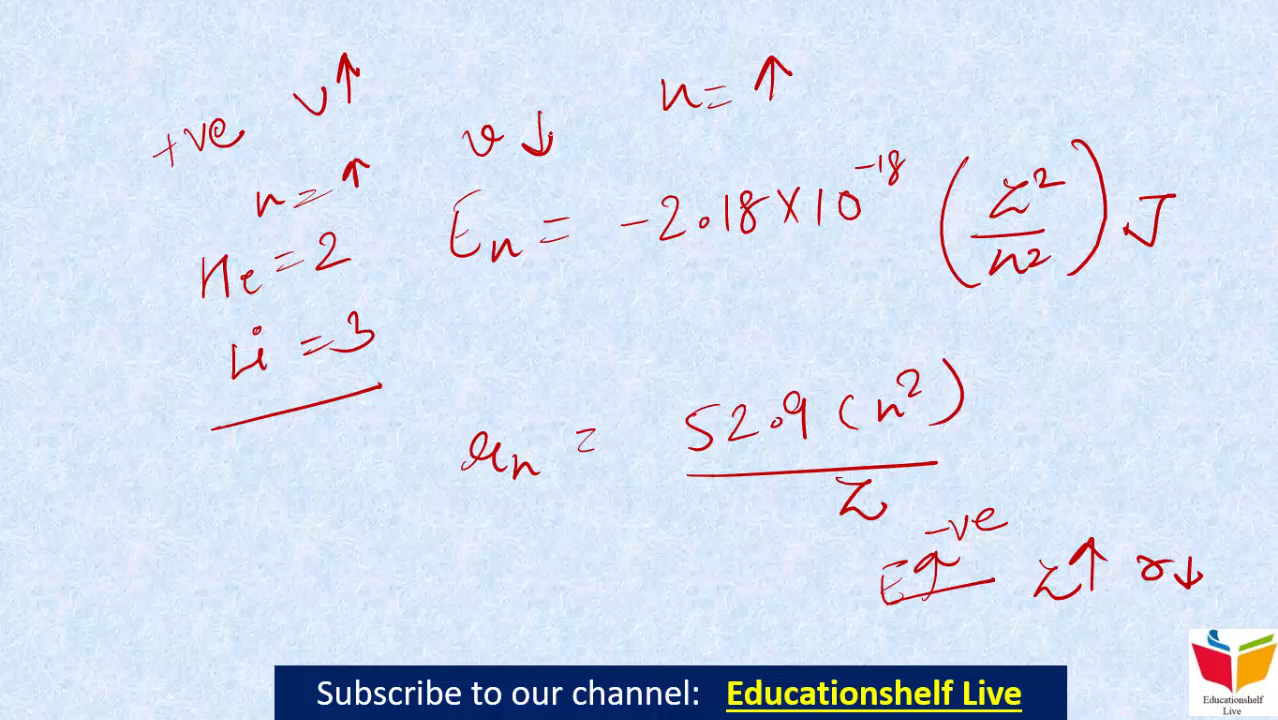 +ve v↑
n=↑
He=2
Li=3
v↓ n=↑
En = -2.18×10^-18 (Z²/n²) J
rn = 52.9(n²)/Z
-ve
Z↑ r↓
Subscribe to our channel: Educationshelf Live
Educationshelf
Live